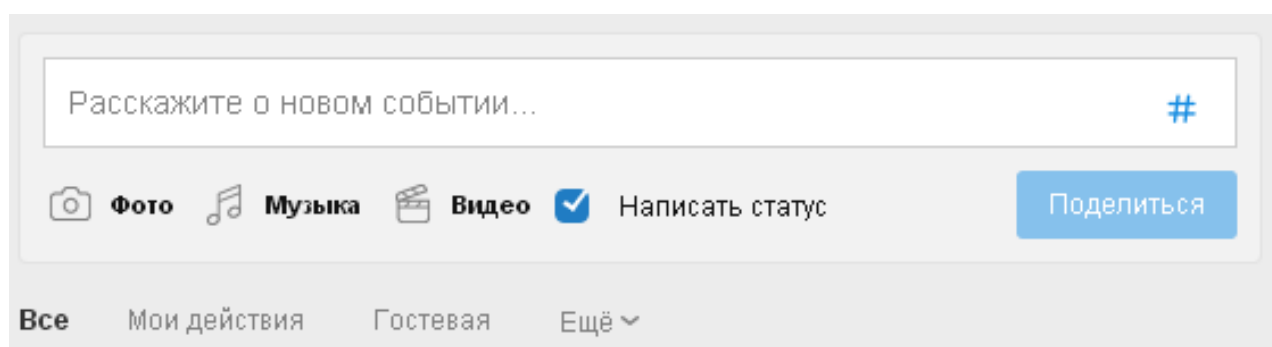 Расскажите о новом событии... #
Фото Музыка Видео Написать статус Поделиться
Все Мои действия Гостевая Ещё